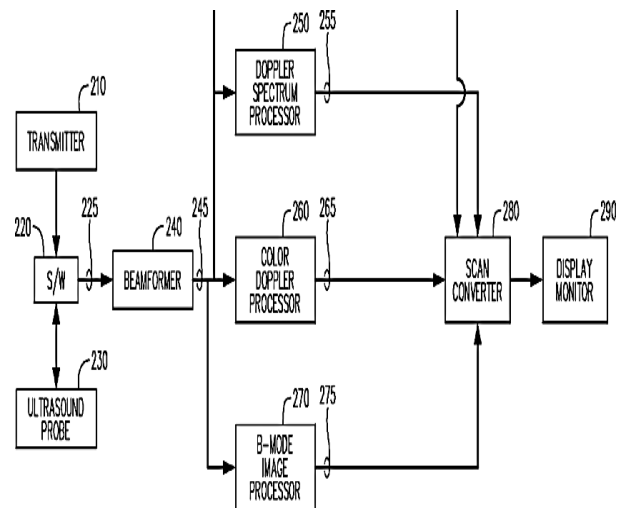 250
255
DOPPLER
SPECTRUM
PROCESSOR
210
TRANSMITTER
220
225
S/W
240
BEAMFORMER
245
260
COLOR
DOPPLER
PROCESSOR
265
280
SCAN
CONVERTER
290
DISPLAY
MONITOR
230
ULTRASOUND
PROBE
270
B-MODE
IMAGE
PROCESSOR
275